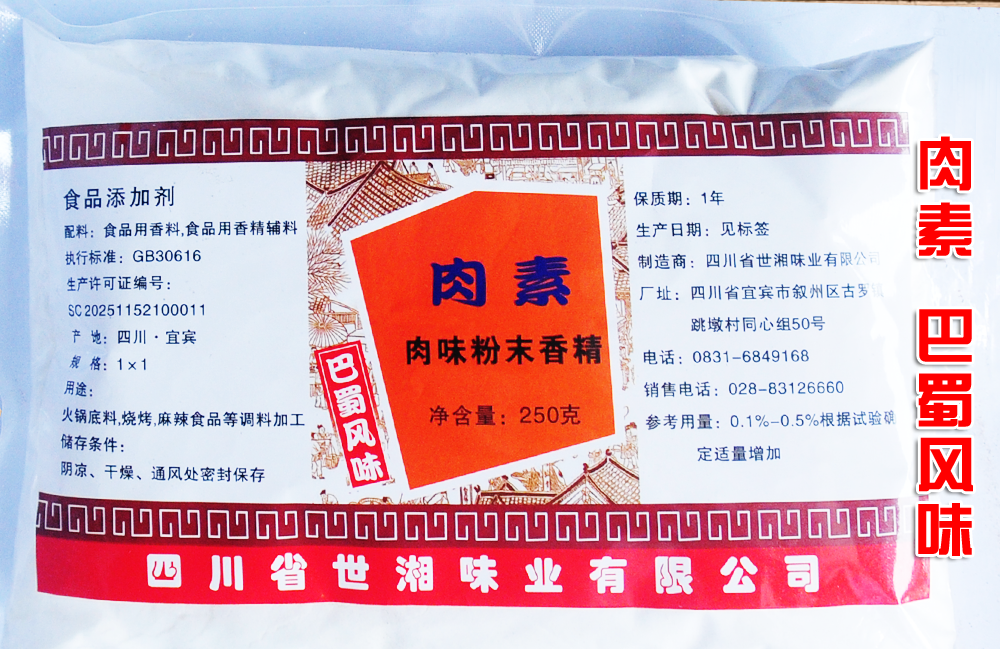 食品添加剂
配料：食品用香料,食品用香精辅料
执行标准：GB30616
生产许可证编号：
SC20251152100011
产 地：四川·宜宾
规 格：1×1
用途：
火锅底料,烧烤,麻辣食品等调料加工
储存条件：
阴凉、干燥、通风处密封保存
肉素
肉味粉末香精
净含量：250克
巴蜀风味
保质期：1年
生产日期：见标签
制造商：四川省世湘味业有限公司
厂址：四川省宜宾市叙州区古罗
跳墩村同心组50号
电话：0831-6849168
销售电话：028-83126660
参考用量：0.1%-0.5%根据试验确
定适量增加
四川省世湘味业有限公司
肉素 巴蜀风味